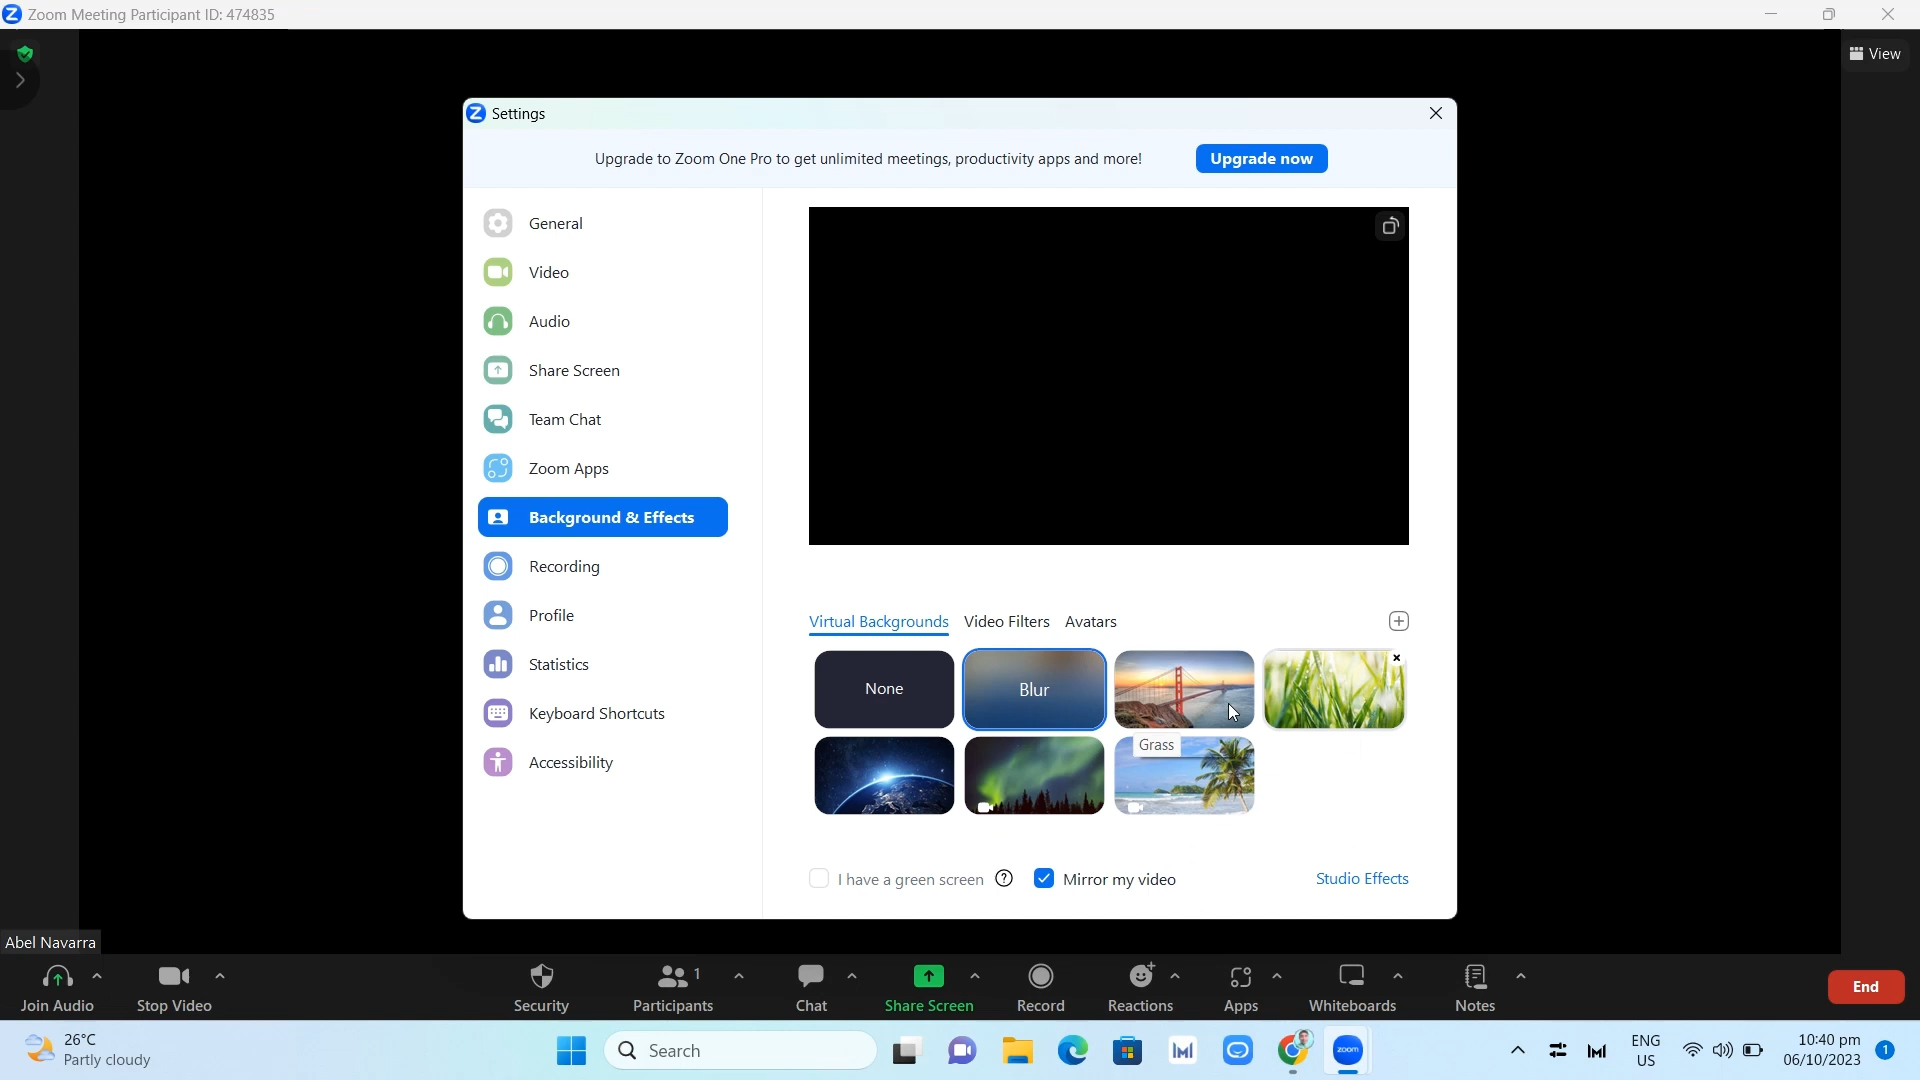 Zoom Meeting Participant ID: 474835
View
Settings
Upgrade to Zoom One Pro to get unlimited meetings, productivity apps and more!
Upgrade now
General
Video
Audio
Share Screen
Team Chat
Zoom Apps
Background & Effects
Recording
Profile
Statistics
Keyboard Shortcuts
Accessibility
Virtual Backgrounds Video Filters Avatars
None
Blur
Grass
I have a green screen
Mirror my video
Studio Effects
Abel Navarra
Join Audio
Stop Video
Security
1
Participants
Chat
Share Screen
Record
Reactions
Apps
Whiteboards
Notes
End
26°C
Partly cloudy
Search
zoom
ENG
US
10:40 pm
06/10/2023
1